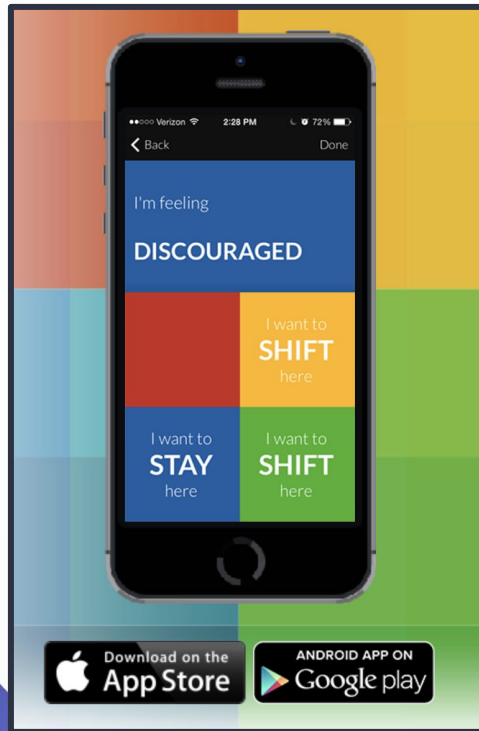 Verizon 2:28 PM 72%
Back Done
I'm feeling
DISCOURAGED
I want to
SHIFT
here
I want to
STAY
here
I want to
SHIFT
here
Download on the
App Store
ANDROID APP ON
Google play